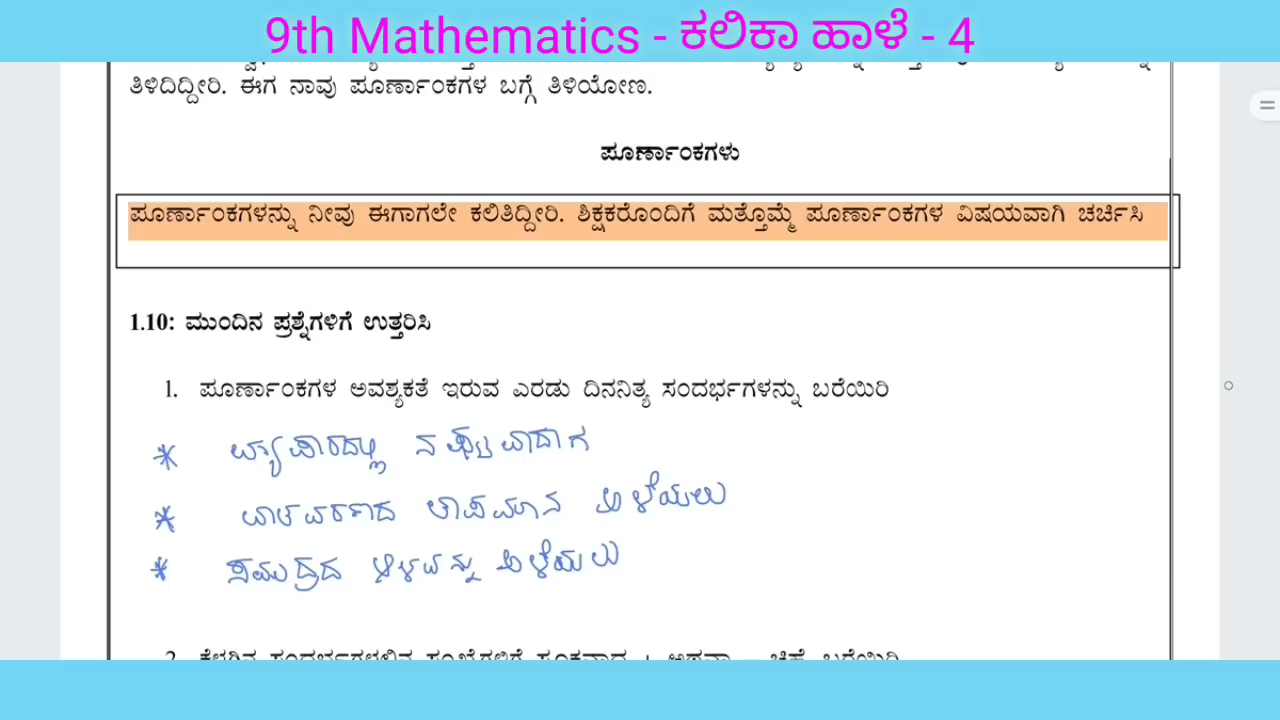 9th Mathematics - ಕಲಿಕಾ ಹಾಳೆ - 4
ತಿಳಿದಿದ್ದೀರಿ. ಈಗ ನಾವು ಪೂರ್ಣಾಂಕಗಳ ಬಗ್ಗೆ ತಿಳಿಯೋಣ.
ಪೂರ್ಣಾಂಕಗಳು
ಪೂರ್ಣಾಂಕಗಳನ್ನು ನೀವು ಈಗಾಗಲೇ ಕಲಿತಿದ್ದೀರಿ. ಶಿಕ್ಷಕರೊಂದಿಗೆ ಮತ್ತೊಮ್ಮೆ ಪೂರ್ಣಾಂಕಗಳ ವಿಷಯವಾಗಿ ಚರ್ಚಿಸಿ
1.10: ಮುಂದಿನ ಪ್ರಶ್ನೆಗಳಿಗೆ ಉತ್ತರಿಸಿ
1. ಪೂರ್ಣಾಂಕಗಳ ಅವಶ್ಯಕತೆ ಇರುವ ಎರಡು ದಿನನಿತ್ಯ ಸಂದರ್ಭಗಳನ್ನು ಬರೆಯಿರಿ
* ವ್ಯಾಪಾರದಲ್ಲಿ ನಷ್ಟವಾದಾಗ
* ವಾತವರಣದ ತಾಪಮಾನ ಅಳೆಯಲು
* ಸಮುದ್ರದ ಆಳವನ್ನು ಅಳೆಯಲು